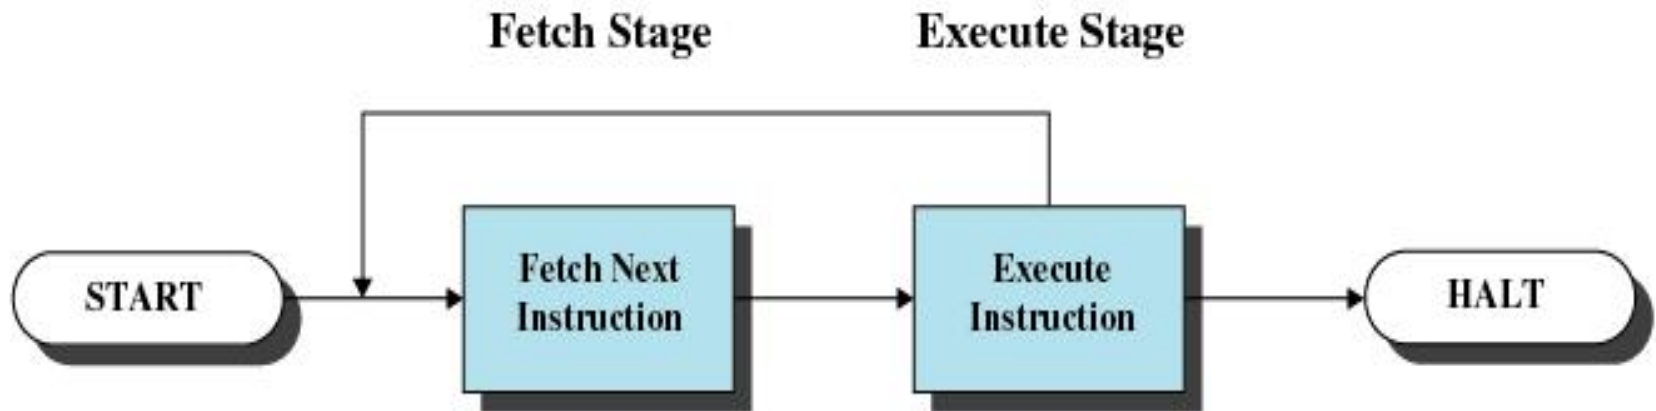 Fetch Stage
Execute Stage
START
Fetch Next
Instruction
Execute
Instruction
HALT